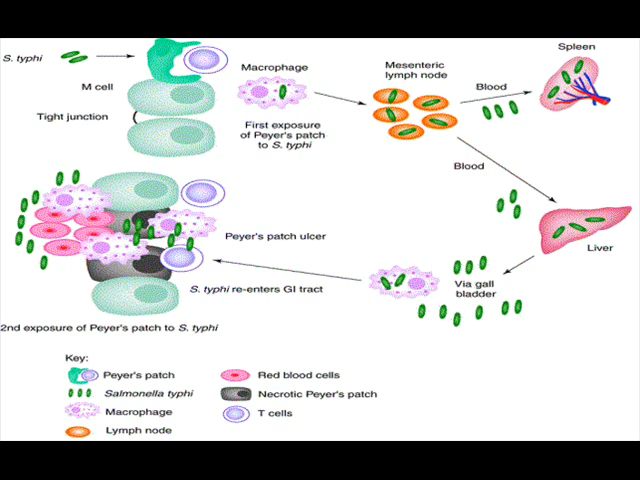 S. typhi
M cell
Tight junction
Macrophage
First exposure
of Peyer's patch
to S. typhi
Mesenteric
lymph node
Blood
Spleen
Blood
Liver
Via gall
bladder
Peyer's patch ulcer
S. typhi re-enters GI tract
2nd exposure of Peyer's patch to S. typhi
Key:
Peyer's patch
Salmonella typhi
Macrophage
Lymph node
Red blood cells
Necrotic Peyer's patch
T cells